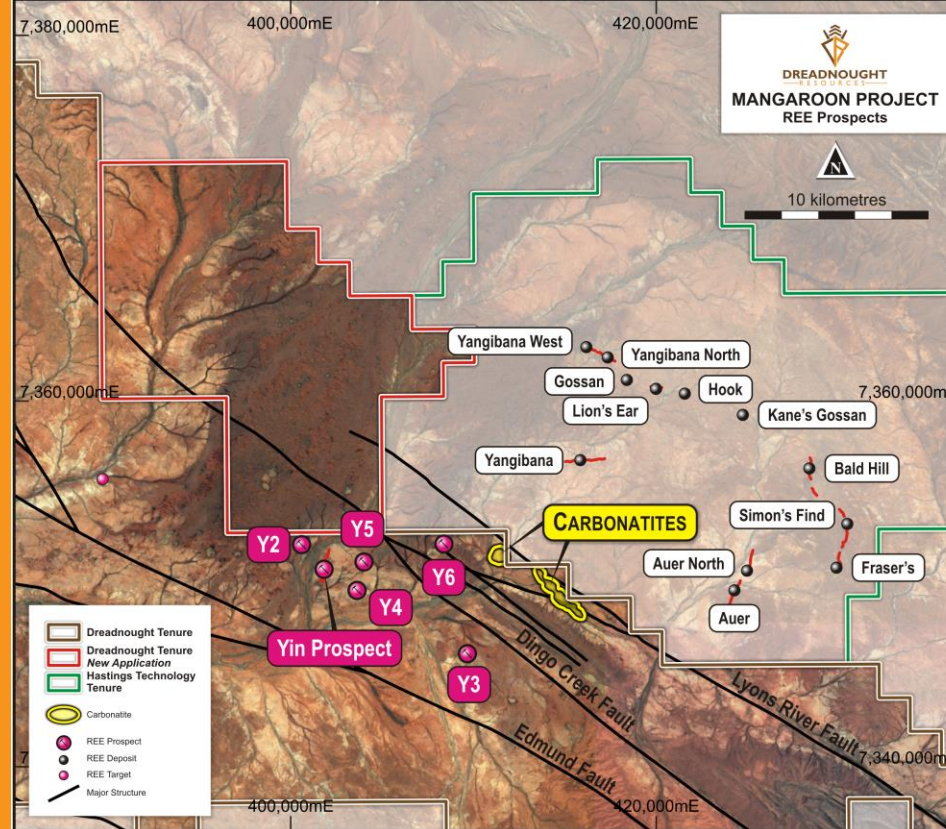 400,000mE
420,000mE
7,380,000mE
DREADNOUGHT
RESOURCES
MANGAROON PROJECT
REE Prospects
N
10 kilometres
Yangibana West
Yangibana North
Gossan
Hook
7,360,000mE
7,360,000m
Lion's Ear
Kane's Gossan
Yangibana
Bald Hill
CARBONATITES
Simon's Find
Y5
Y2
Auer North
Fraser's
Y6
Y4
Auer
Yin Prospect
Dingo Creek Fault
Y3
Lyons River Fault
Edmund Fault
Dreadnought Tenure
Dreadnought Tenure
New Application
Hastings Technology
Tenure
Carbonatite
REE Prospect
REE Deposit
REE Target
Major Structure
7,340,000m
400,000mE
420,000mE